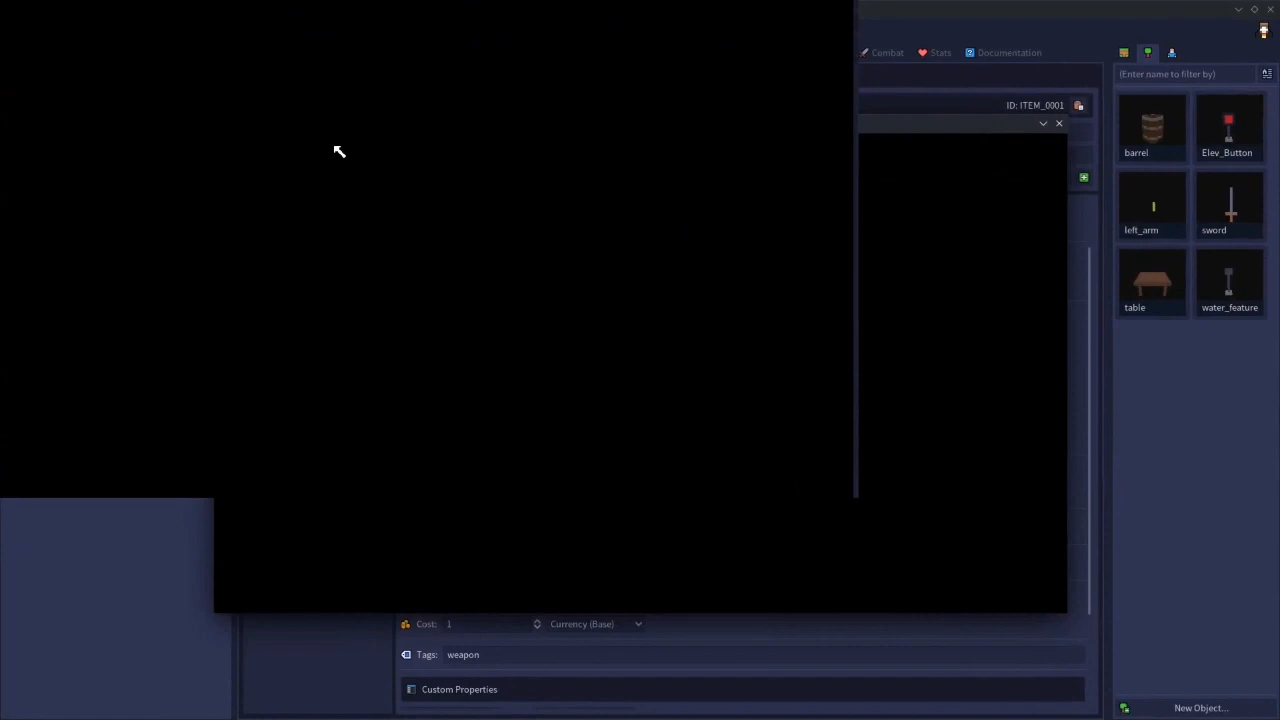 Combat Stats Documentation
(Enter name to filter by)
ID: ITEM_0001
barrel Elev_Button
left_arm sword
table water_feature
Cost: 1 Currency (Base)
Tags: weapon
Custom Properties
New Object...